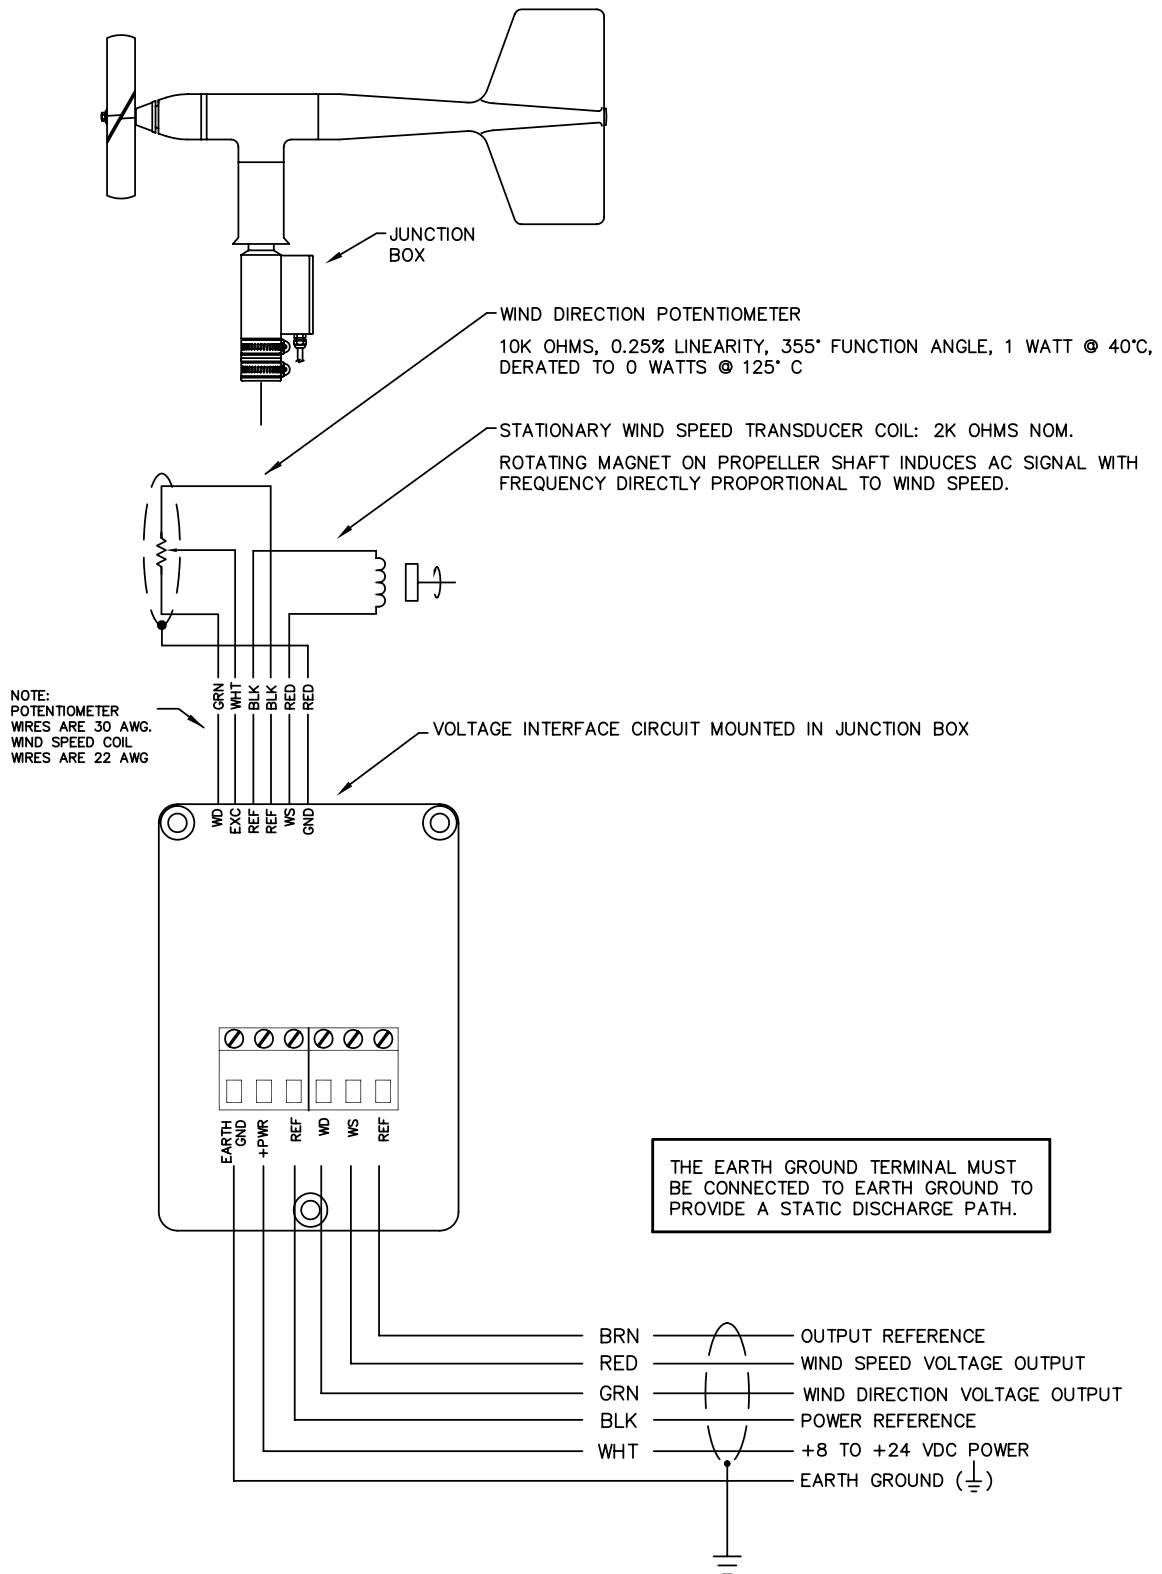 JUNCTION
BOX
WIND DIRECTION POTENTIOMETER
10K OHMS, 0.25% LINEARITY, 355° FUNCTION ANGLE, 1 WATT @ 40°C,
DERATED TO 0 WATTS @ 125° C
STATIONARY WIND SPEED TRANSDUCER COIL: 2K OHMS NOM.
ROTATING MAGNET ON PROPELLER SHAFT INDUCES AC SIGNAL WITH
FREQUENCY DIRECTLY PROPORTIONAL TO WIND SPEED.
GRN
WHT
BLK
BLK
RED
RED
NOTE:
POTENTIOMETER
WIRES ARE 30 AWG.
WIND SPEED COIL
WIRES ARE 22 AWG
VOLTAGE INTERFACE CIRCUIT MOUNTED IN JUNCTION BOX
WD
EXC
REF
REF
WS
GND
EARTH
GND
+PWR
REF
WD
WS
REF
THE EARTH GROUND TERMINAL MUST
BE CONNECTED TO EARTH GROUND TO
PROVIDE A STATIC DISCHARGE PATH.
BRN OUTPUT REFERENCE
RED WIND SPEED VOLTAGE OUTPUT
GRN WIND DIRECTION VOLTAGE OUTPUT
BLK POWER REFERENCE
WHT +8 TO +24 VDC POWER
EARTH GROUND (⏚)